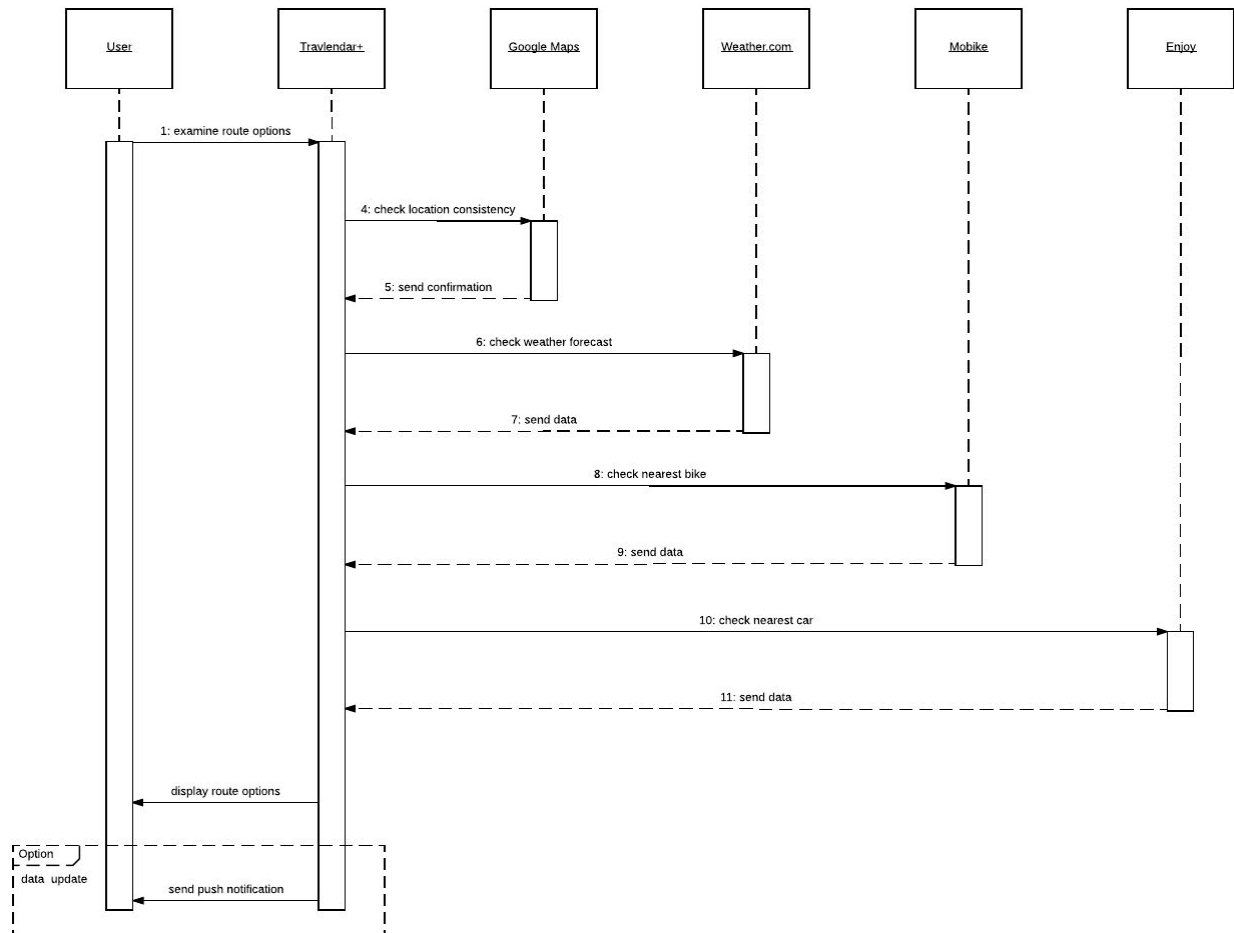 User
Travlendar+
Google Maps
Weather.com
Mobike
Enjoy
1: examine route options
4: check location consistency
5: send confirmation
6: check weather forecast
7: send data
8: check nearest bike
9: send data
10: check nearest car
11: send data
display route options
Option
data update
send push notification